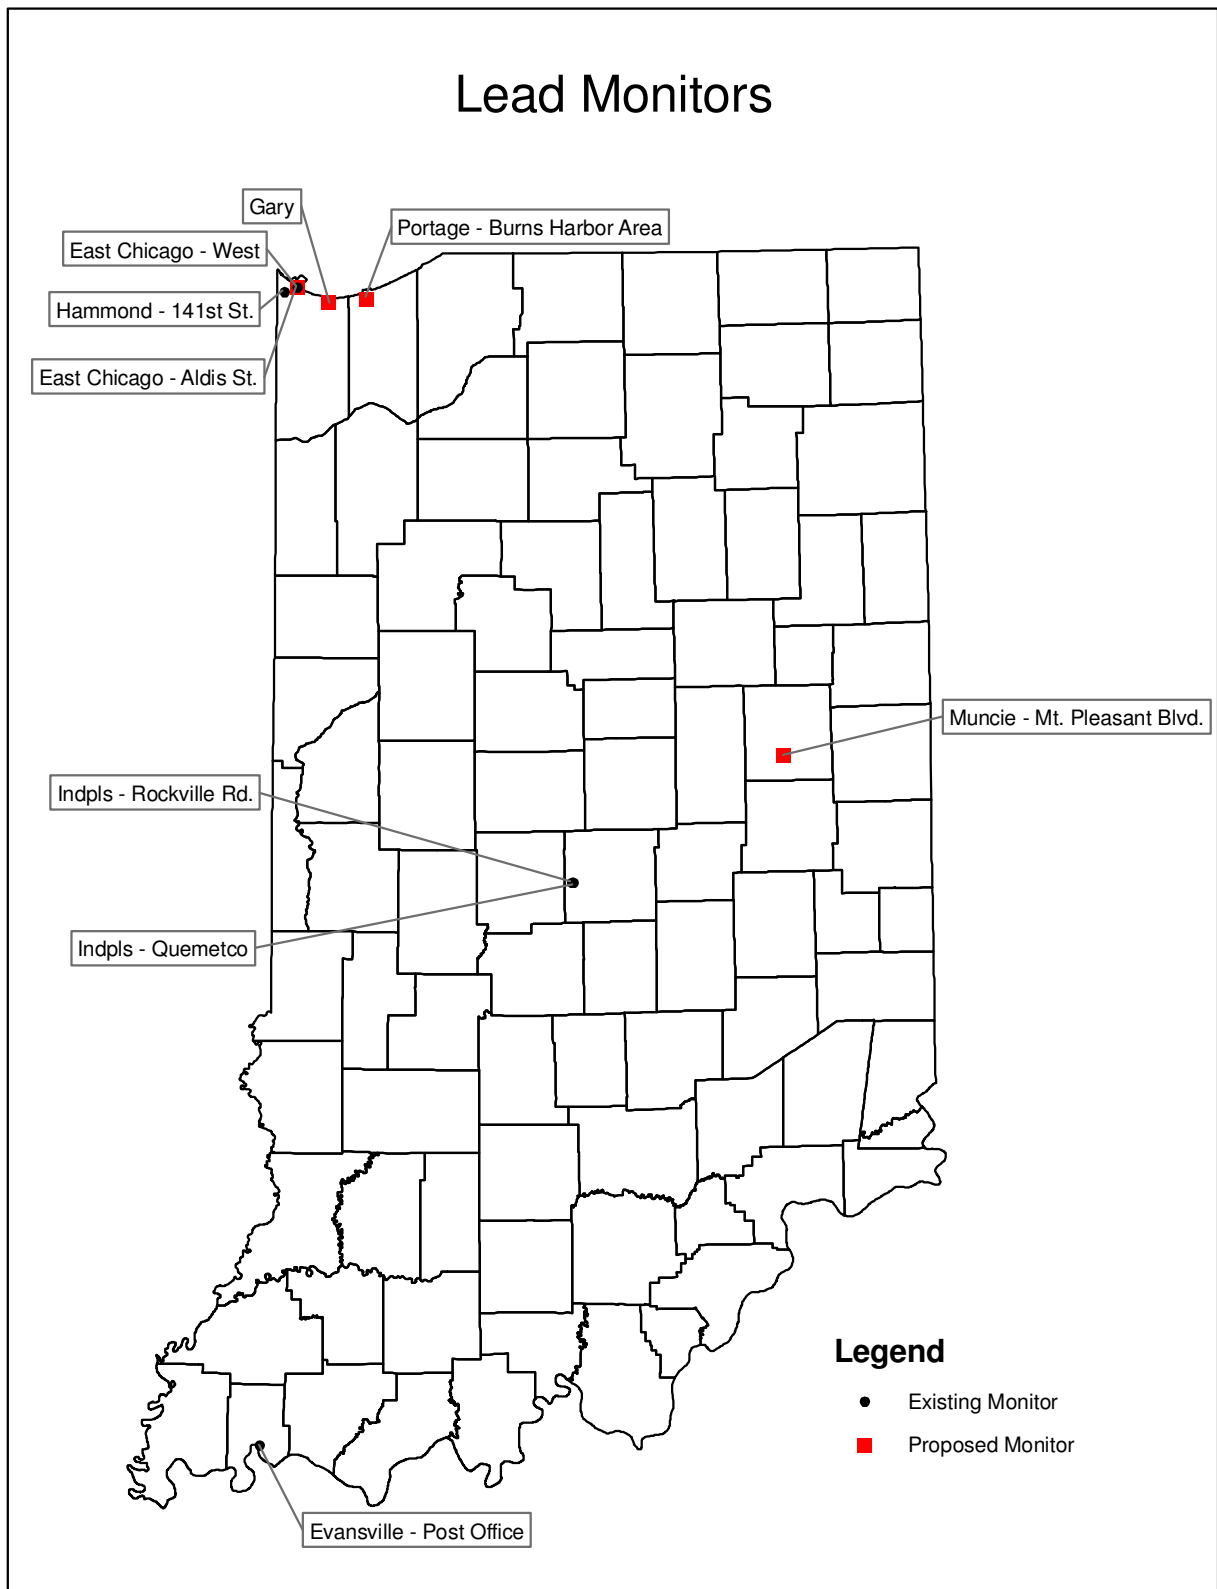 Lead Monitors
Gary
Portage - Burns Harbor Area
East Chicago - West
Hammond - 141st St.
East Chicago - Aldis St.
Muncie - Mt. Pleasant Blvd.
Indpls - Rockville Rd.
Indpls - Quemetco
Legend
Existing Monitor
Proposed Monitor
Evansville - Post Office